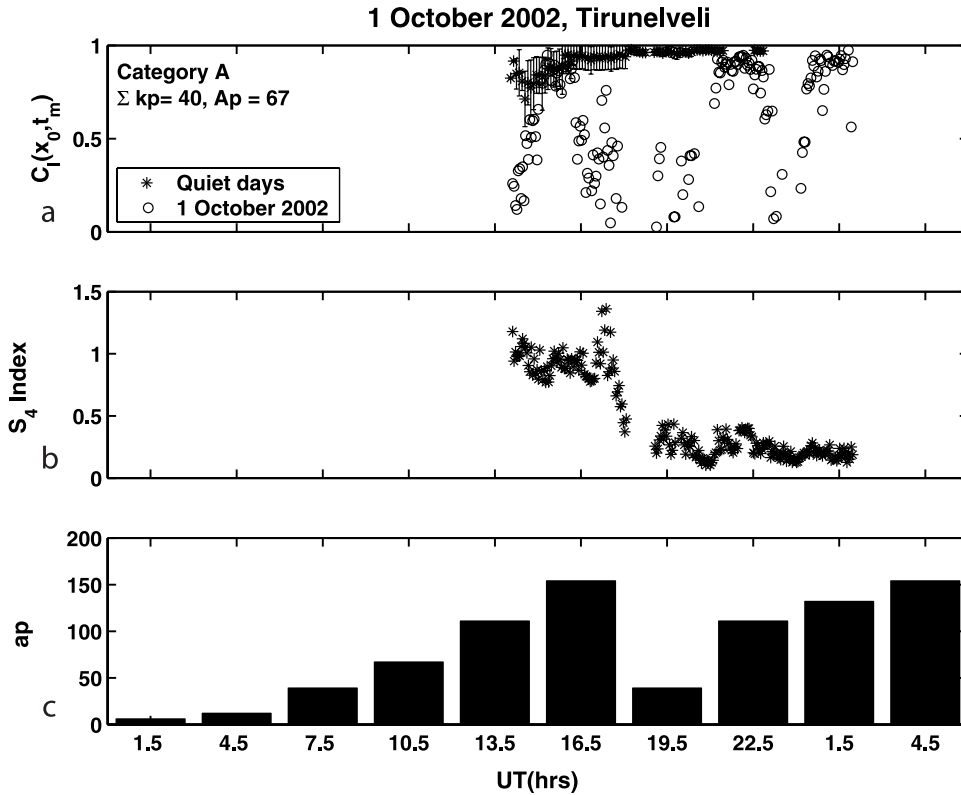 1 October 2002, Tirunelveli
1
0.5
0
C_I(x_0,t_m)
a
Category A
Σ kp= 40, Ap = 67
Quiet days
1 October 2002
1.5
1
0.5
0
S_4 Index
b
200
150
100
50
0
ap
c
1.5 4.5 7.5 10.5 13.5 16.5 19.5 22.5 1.5 4.5
UT(hrs)